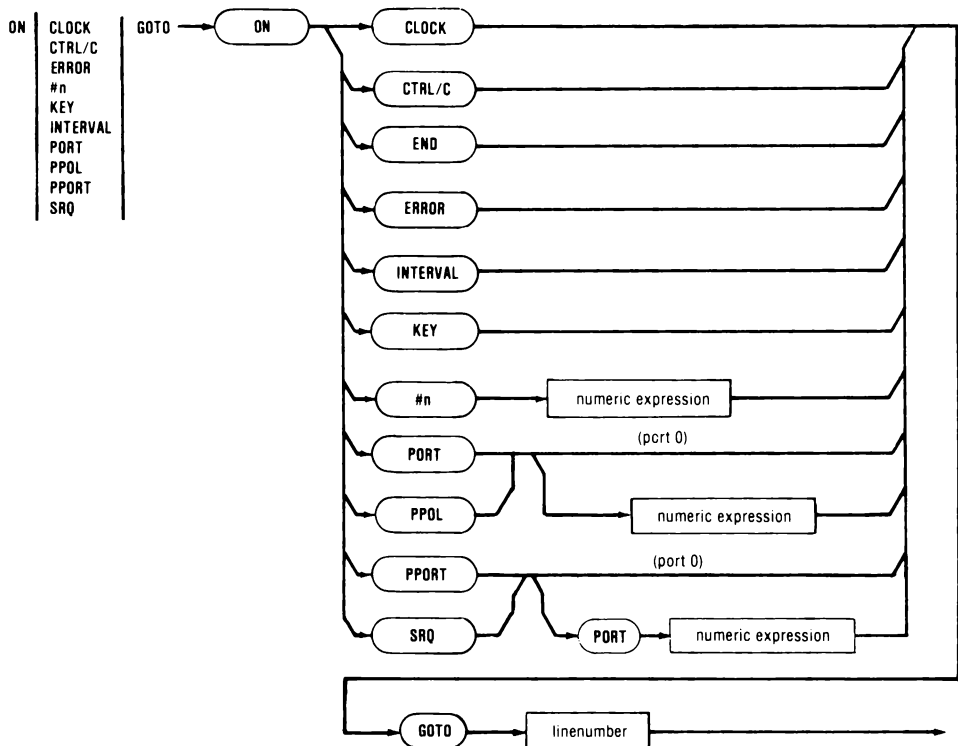 ON CLOCK GOTO ON CLOCK
CTRL/C
ERROR
#n
KEY
INTERVAL
PORT
PPOL
PPORT
SRQ
CTRL/C
END
ERROR
INTERVAL
KEY
#n numeric expression
PORT (port 0)
PPOL numeric expression
PPORT (port 0)
SRQ PORT numeric expression
GOTO linenumber